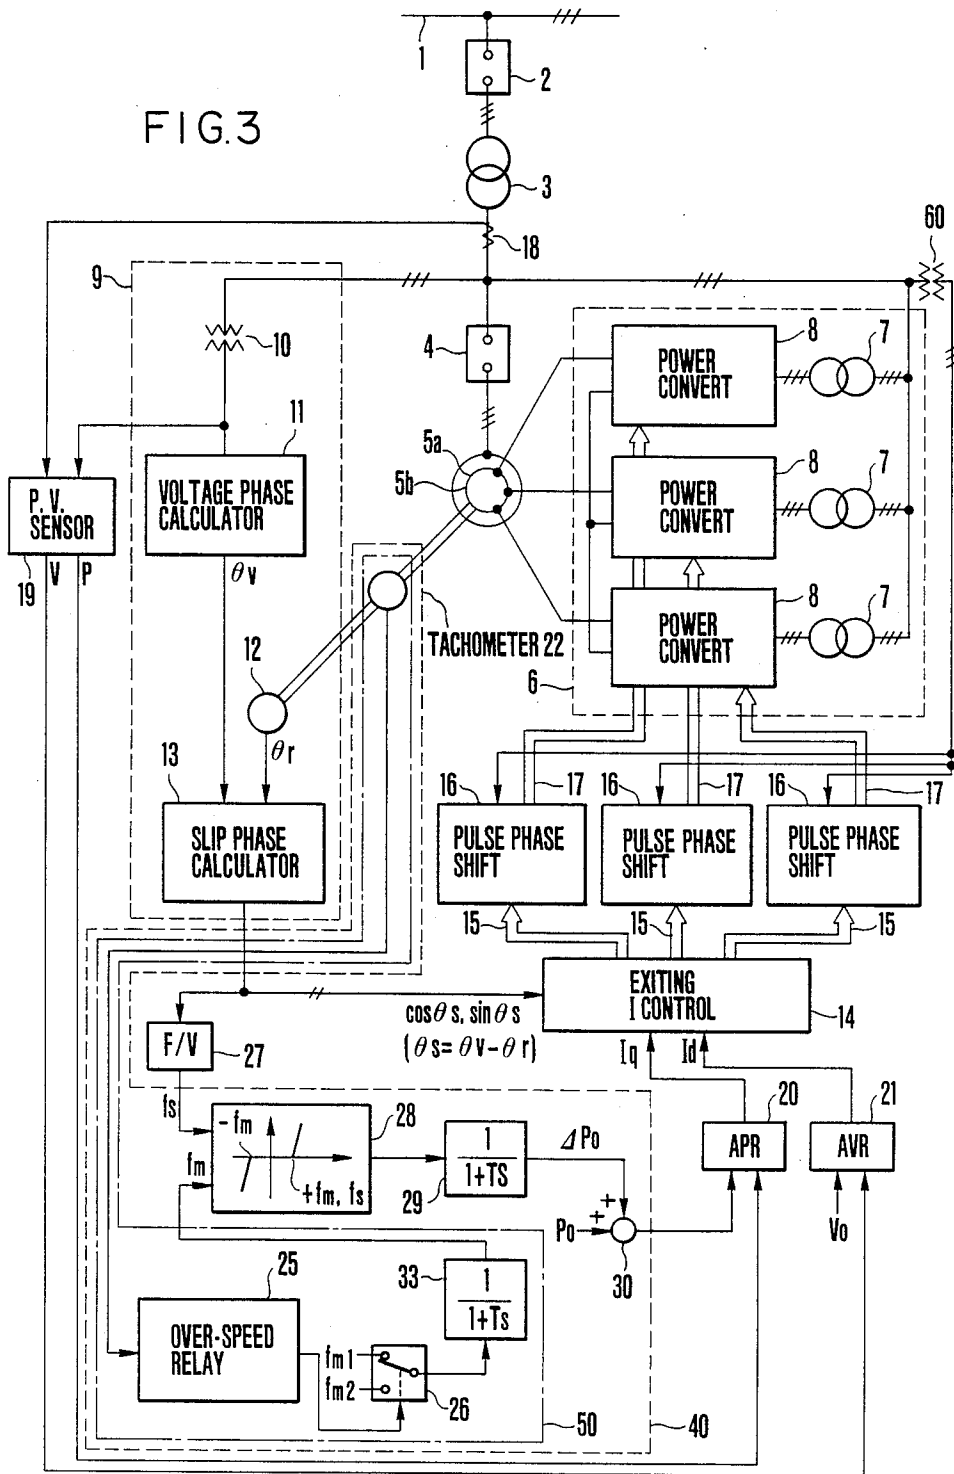 FIG.3
1
2
3
18
60
9
10
4
8
7
POWER
CONVERT
11
5a
5b
VOLTAGE PHASE
CALCULATOR
8
7
POWER
CONVERT
P.V.
SENSOR
19
V
P
θv
8
7
POWER
CONVERT
TACHOMETER 22
12
6
θr
13
16
17
16
17
16
17
SLIP PHASE
CALCULATOR
PULSE PHASE
SHIFT
PULSE PHASE
SHIFT
PULSE PHASE
SHIFT
15
15
15
EXITING
I CONTROL
14
cosθs, sinθs
(θs=θv-θr)
F/V
27
Iq
Id
fs
20
21
-fm
28
fm
+fm, fs
1
1+TS
29
ΔPo
APR
AVR
+
+
Po
30
Vo
25
33
1
1+Ts
OVER-SPEED
RELAY
fm1
fm2
26
50
40